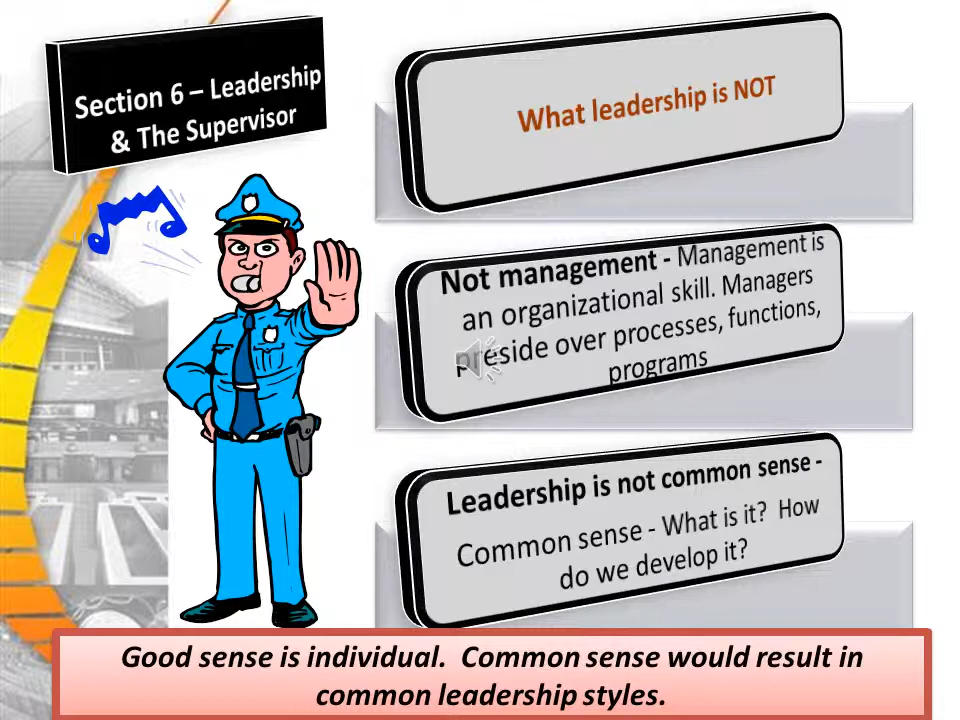 Section 6 – Leadership
& The Supervisor
What leadership is NOT
Not management - Management is
an organizational skill. Managers
preside over processes, functions,
programs
Leadership is not common sense -
Common sense - What is it?  How
do we develop it?
Good sense is individual.  Common sense would result in
common leadership styles.